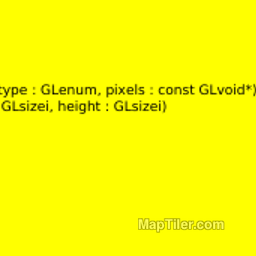 type : GLenum, pixels : const GLvoid*)
GLsizei, height : GLsizei)
MapTiler.com